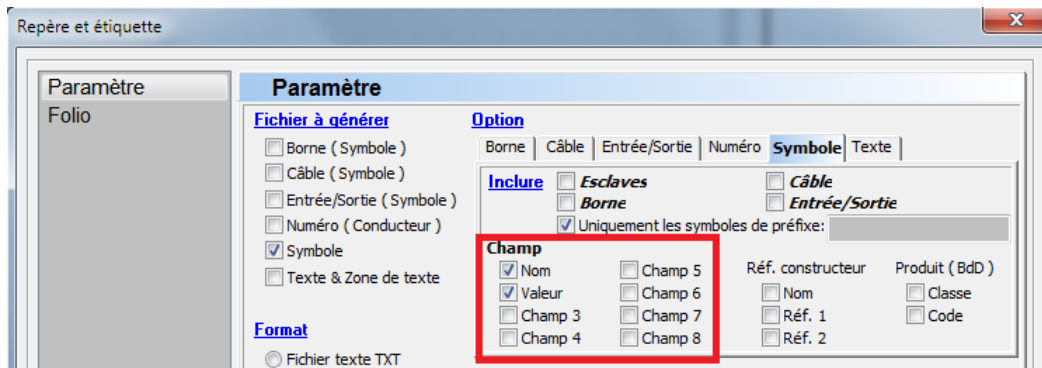 Repère et étiquette
Paramètre
Folio
Paramètre
Fichier à générer
Borne ( Symbole )
Câble ( Symbole )
Entrée/Sortie ( Symbole )
Numéro ( Conducteur )
Symbole
Texte & Zone de texte
Format
Fichier texte TXT
Option
Borne Câble Entrée/Sortie Numéro Symbole Texte
Inclure Esclaves Câble
Borne Entrée/Sortie
Uniquement les symboles de préfixe:
Champ
Nom Champ 5 Réf. constructeur Produit ( BdD )
Valeur Champ 6 Nom Classe
Champ 3 Champ 7 Réf. 1 Code
Champ 4 Champ 8 Réf. 2